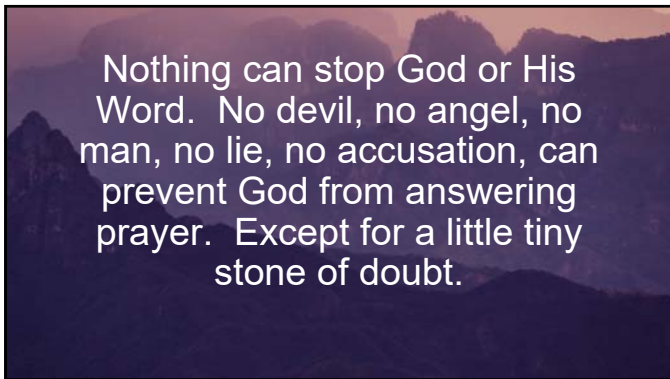 Nothing can stop God or His
Word.  No devil, no angel, no
man, no lie, no accusation, can
prevent God from answering
prayer.  Except for a little tiny
stone of doubt.